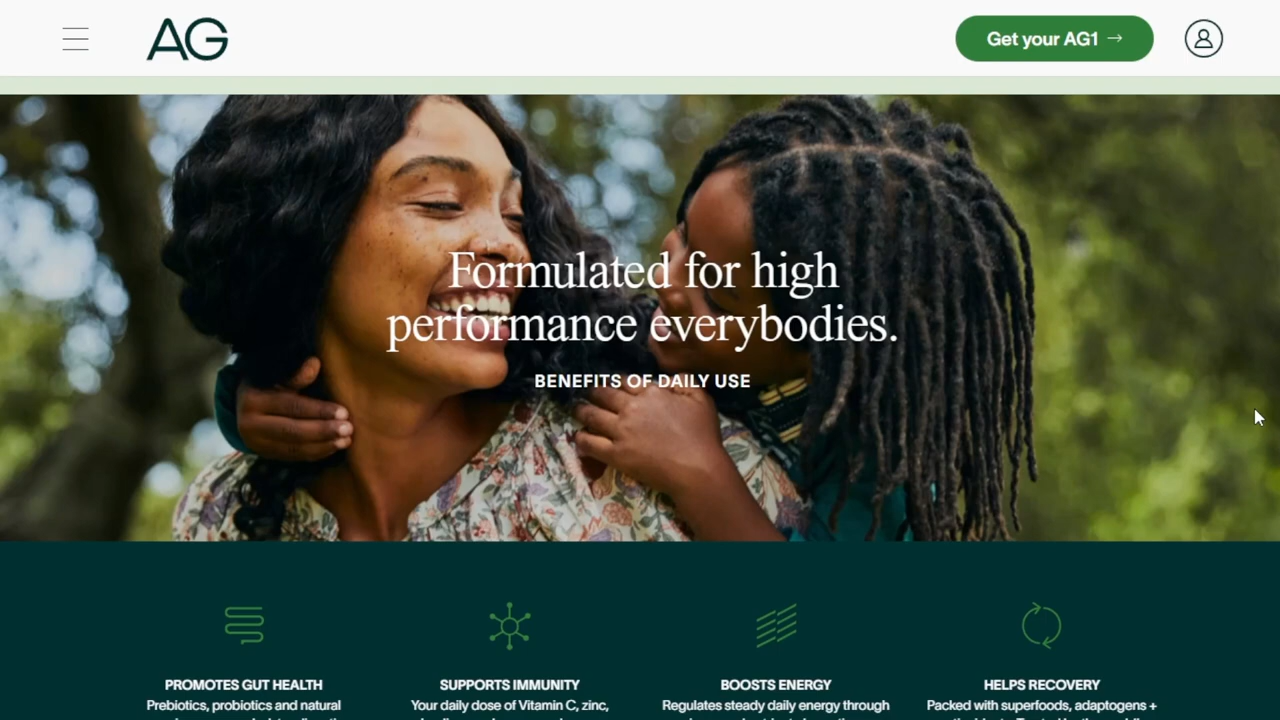 AG
Get your AG1 →
Formulated for high
performance everybodies.
BENEFITS OF DAILY USE
PROMOTES GUT HEALTH
Prebiotics, probiotics and natural
SUPPORTS IMMUNITY
Your daily dose of Vitamin C, zinc,
BOOSTS ENERGY
Regulates steady daily energy through
HELPS RECOVERY
Packed with superfoods, adaptogens +